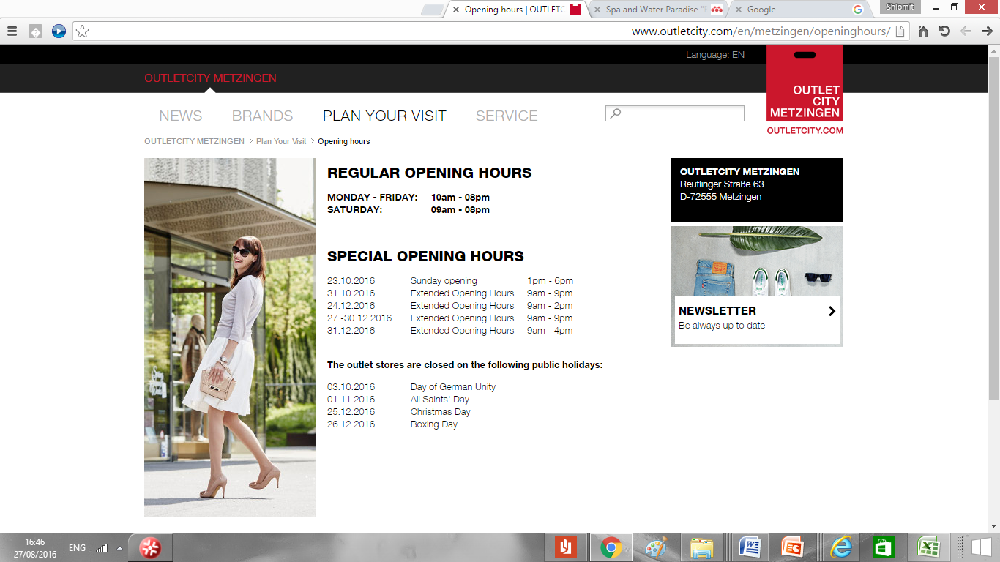 Opening hours | OUTLETC
Spa and Water Paradise "E
Google
Shlomit
www.outletcity.com/en/metzingen/openinghours/
Language: EN
OUTLETCITY METZINGEN
OUTLET
CITY
METZINGEN
OUTLETCITY.COM
NEWS BRANDS PLAN YOUR VISIT SERVICE
OUTLETCITY METZINGEN > Plan Your Visit > Opening hours
REGULAR OPENING HOURS
MONDAY - FRIDAY: 10am - 08pm
SATURDAY: 09am - 08pm
SPECIAL OPENING HOURS
23.10.2016 Sunday opening 1pm - 6pm
31.10.2016 Extended Opening Hours 9am - 9pm
24.12.2016 Extended Opening Hours 9am - 2pm
27.-30.12.2016 Extended Opening Hours 9am - 9pm
31.12.2016 Extended Opening Hours 9am - 4pm
The outlet stores are closed on the following public holidays:
03.10.2016 Day of German Unity
01.11.2016 All Saints' Day
25.12.2016 Christmas Day
26.12.2016 Boxing Day
OUTLETCITY METZINGEN
Reutlinger Straße 63
D-72555 Metzingen
NEWSLETTER
Be always up to date
16:46
27/08/2016
ENG